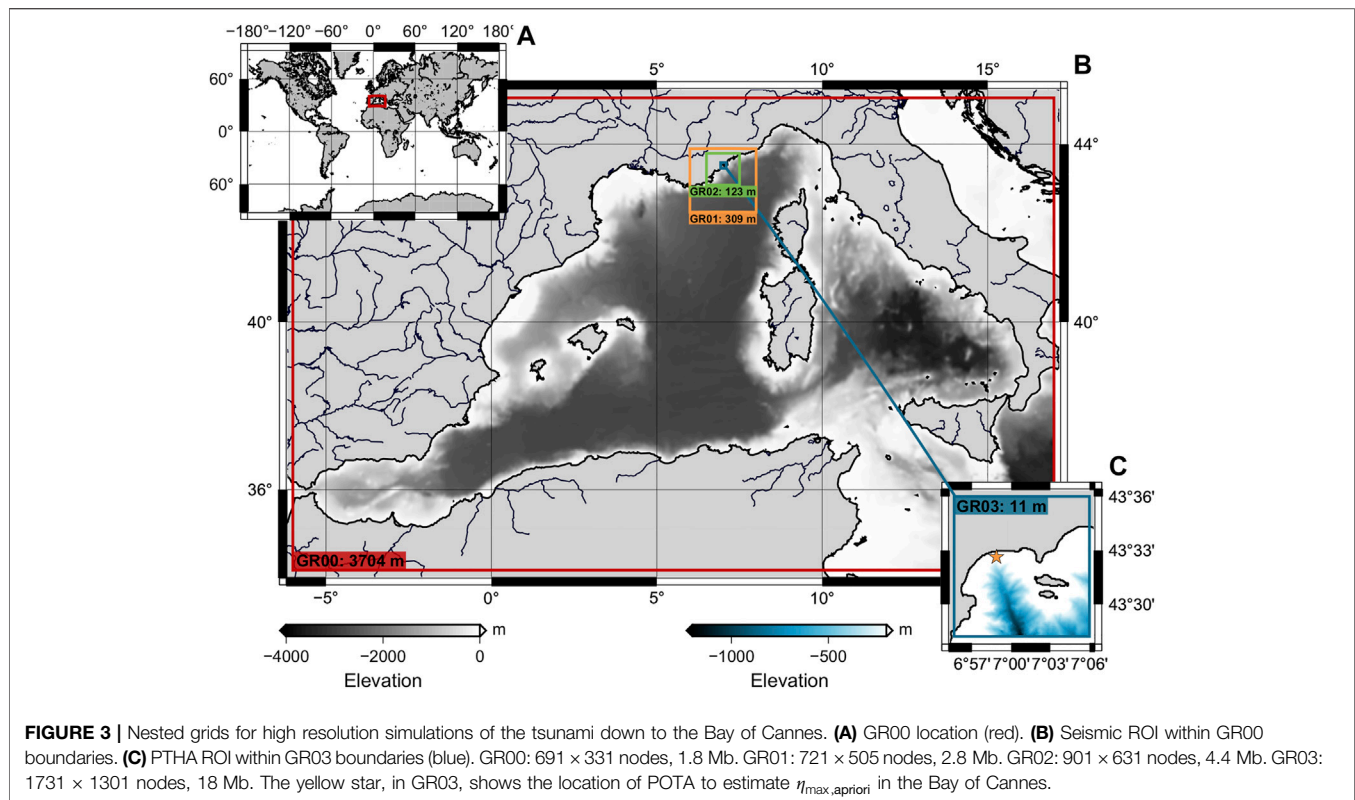 −180°−120° −60° 0° 60° 120° 180°
A
60°
0°
60°
5° 10° 15°
B
44°
GR02: 123 m
GR01: 309 m
40° 40°
36°
C
GR00: 3704 m
GR03: 11 m
43°36'
43°33'
43°30'
−5° 0° 5° 10°
6°57' 7°00' 7°03' 7°06'
m
−4000 −2000 0
Elevation
m
−1000 −500
Elevation
FIGURE 3 | Nested grids for high resolution simulations of the tsunami down to the Bay of Cannes. (A) GR00 location (red). (B) Seismic ROI within GR00
boundaries. (C) PTHA ROI within GR03 boundaries (blue). GR00: 691 × 331 nodes, 1.8 Mb. GR01: 721 × 505 nodes, 2.8 Mb. GR02: 901 × 631 nodes, 4.4 Mb. GR03:
1731 × 1301 nodes, 18 Mb. The yellow star, in GR03, shows the location of POTA to estimate ηmax,apriori in the Bay of Cannes.